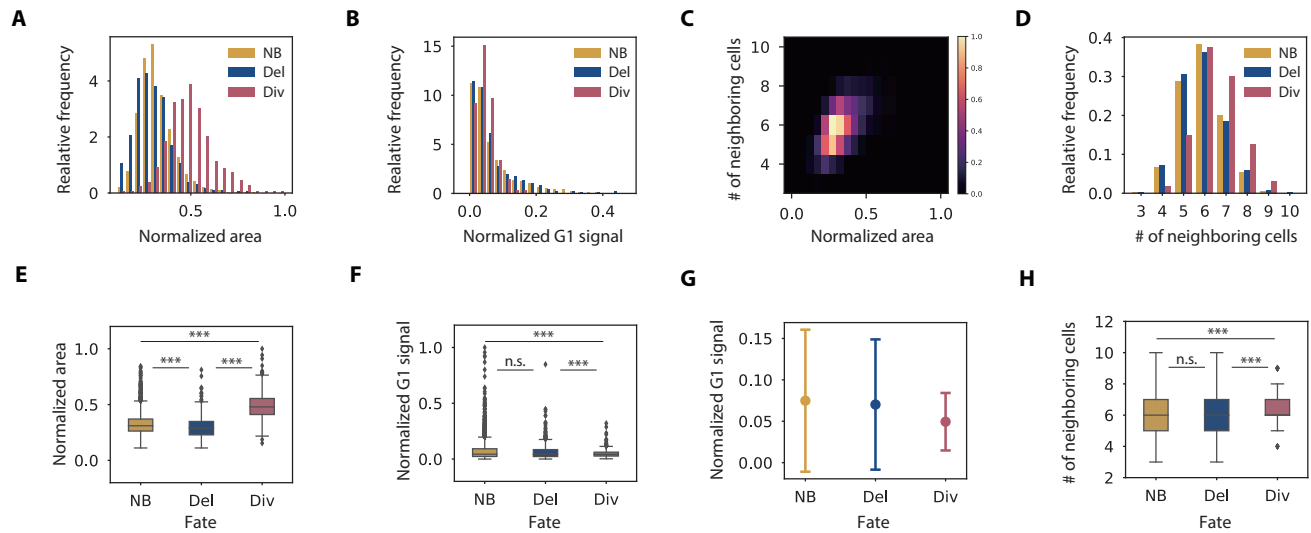 A
Realative frequency
4
2
0
0.5
1.0
Normalized area
NB
Del
Div
B
Realative frequency
15
10
5
0
0.0
0.2
0.4
Normalized G1 signal
NB
Del
Div
C
# of neighboring cells
10
8
6
4
0.0
0.5
1.0
Normalized area
1.0
0.8
0.6
0.4
0.2
0.0
D
Realative frequency
0.4
0.3
0.2
0.1
0.0
3 4 5 6 7 8 9 10
# of neighboring cells
NB
Del
Div
E
Normalized area
1.0
0.5
0.0
***
*** ***
NB Del Div
Fate
F
Normalized G1 signal
1.0
0.5
0.0
***
n.s. ***
NB Del Div
Fate
G
Normalized G1 signal
0.15
0.10
0.05
0.00
NB Del Div
Fate
H
# of neighboring cells
12
10
8
6
4
2
***
n.s. ***
NB Del Div
Fate